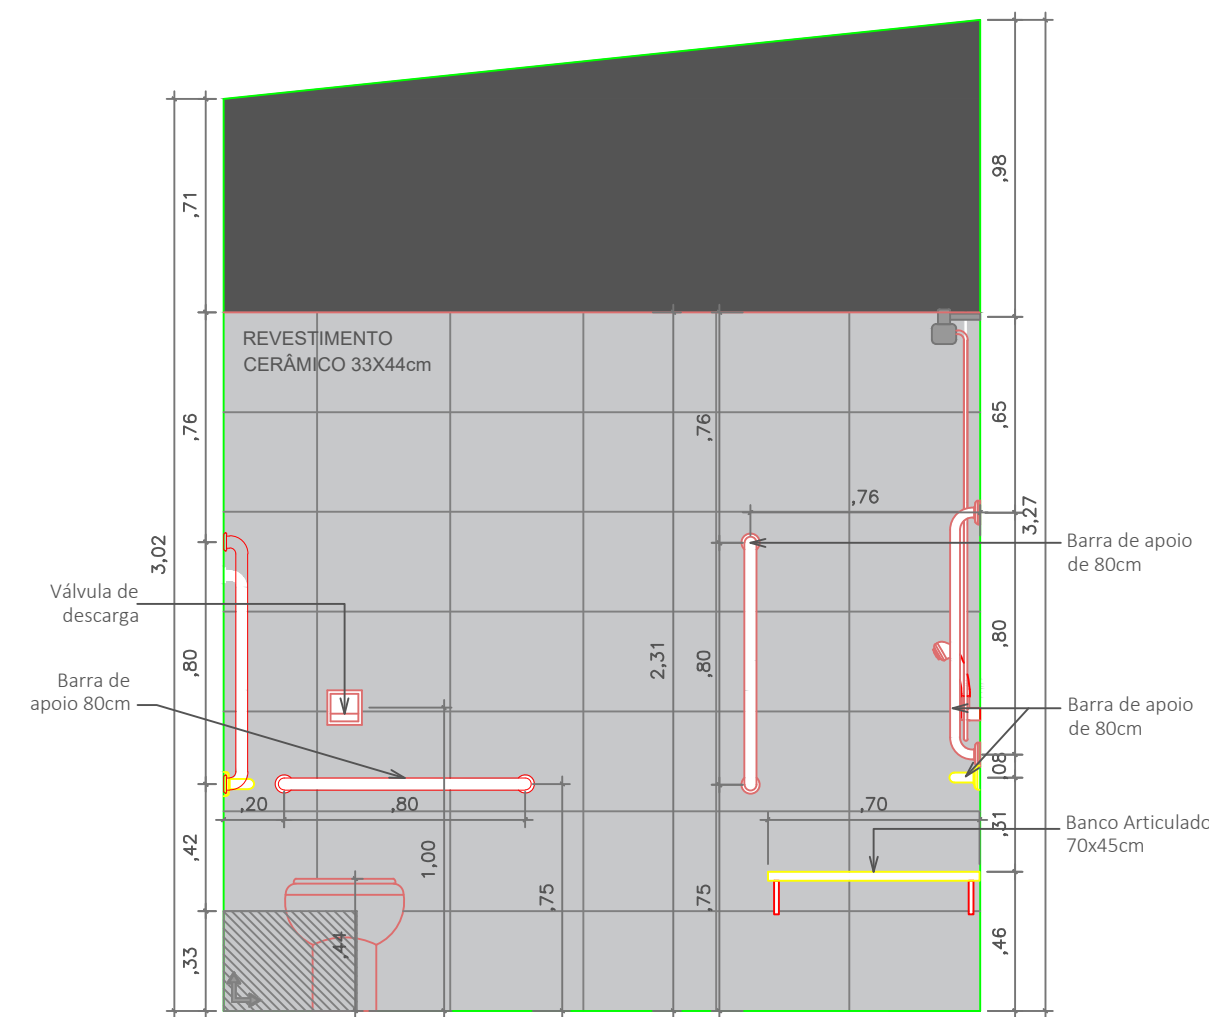 ,98
,71
REVESTIMENTO
CERÂMICO 33X44cm
,76
,76
,65
,76
3,27
3,02
Barra de apoio
de 80cm
Válvula de
descarga
,80
2,31
,80
,80
Barra de
apoio 80cm
Barra de apoio
de 80cm
,08
,20
,80
,70
,31
Banco Articulado
70x45cm
,42
1,00
,75
,75
,44
,33
,46